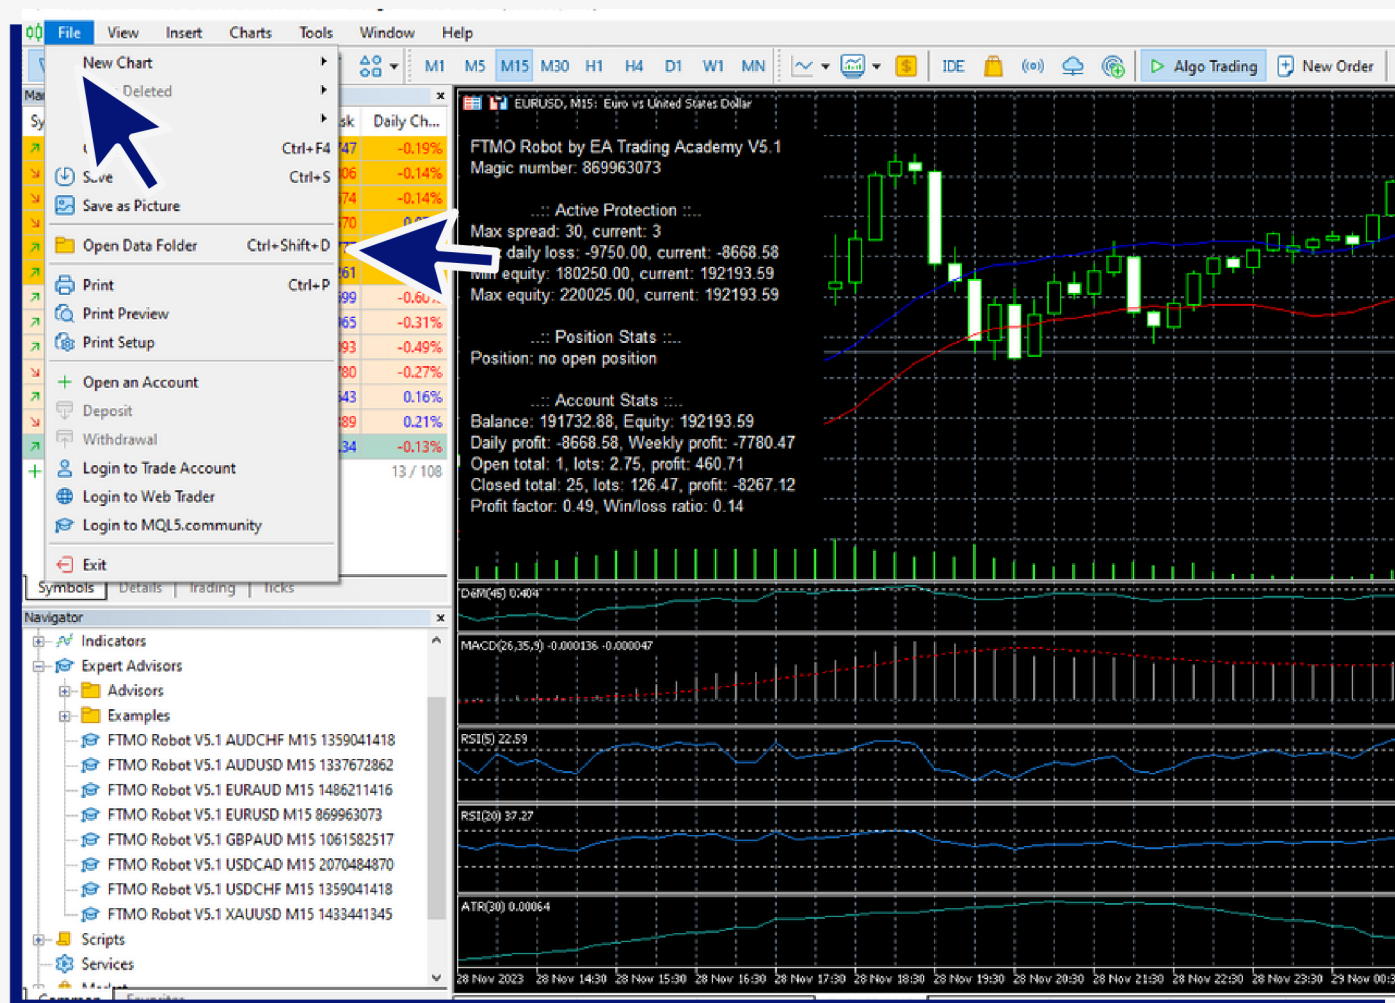 File View Insert Charts Tools Window Help
M1 M5 M15 M30 H1 H4 D1 W1 MN IDE Algo Trading New Order
New Chart
Deleted
Ctrl+F4
Save Ctrl+S
Save as Picture
Open Data Folder Ctrl+Shift+D
Print Ctrl+P
Print Preview
Print Setup
Open an Account
Deposit
Withdrawal
Login to Trade Account
Login to Web Trader
Login to MQL5.community
Exit
Daily Ch...
-0.19%
-0.14%
-0.14%
-0.31%
-0.49%
-0.27%
0.16%
0.21%
-0.13%
13 / 108
Symbols Details Trading Ticks
Navigator
Indicators
Expert Advisors
Advisors
Examples
FTMO Robot V5.1 AUDCHF M15 1359041418
FTMO Robot V5.1 AUDUSD M15 1337672862
FTMO Robot V5.1 EURAUD M15 1486211416
FTMO Robot V5.1 EURUSD M15 869963073
FTMO Robot V5.1 GBPAUD M15 1061582517
FTMO Robot V5.1 USDCAD M15 2070484870
FTMO Robot V5.1 USDCHF M15 1359041418
FTMO Robot V5.1 XAUUSD M15 1433441345
Scripts
Services
Market
Common Favorites
EURUSD, M15: Euro vs United States Dollar
FTMO Robot by EA Trading Academy V5.1
Magic number: 869963073
..:: Active Protection ::..
Max spread: 30, current: 3
daily loss: -9750.00, current: -8668.58
Min equity: 180250.00, current: 192193.59
Max equity: 220025.00, current: 192193.59
..:: Position Stats ::..
Position: no open position
..:: Account Stats ::..
Balance: 191732.88, Equity: 192193.59
Daily profit: -8668.58, Weekly profit: -7780.47
Open total: 1, lots: 2.75, profit: 460.71
Closed total: 25, lots: 126.47, profit: -8267.12
Profit factor: 0.49, Win/loss ratio: 0.14
DeM(45) 0.404
MACD(26,35,9) -0.000136 -0.000047
RSI(5) 22.59
RSI(20) 37.27
ATR(30) 0.00064
28 Nov 2023 28 Nov 14:30 28 Nov 15:30 28 Nov 16:30 28 Nov 17:30 28 Nov 18:30 28 Nov 19:30 28 Nov 20:30 28 Nov 21:30 28 Nov 22:30 28 Nov 23:30 29 Nov 00:3